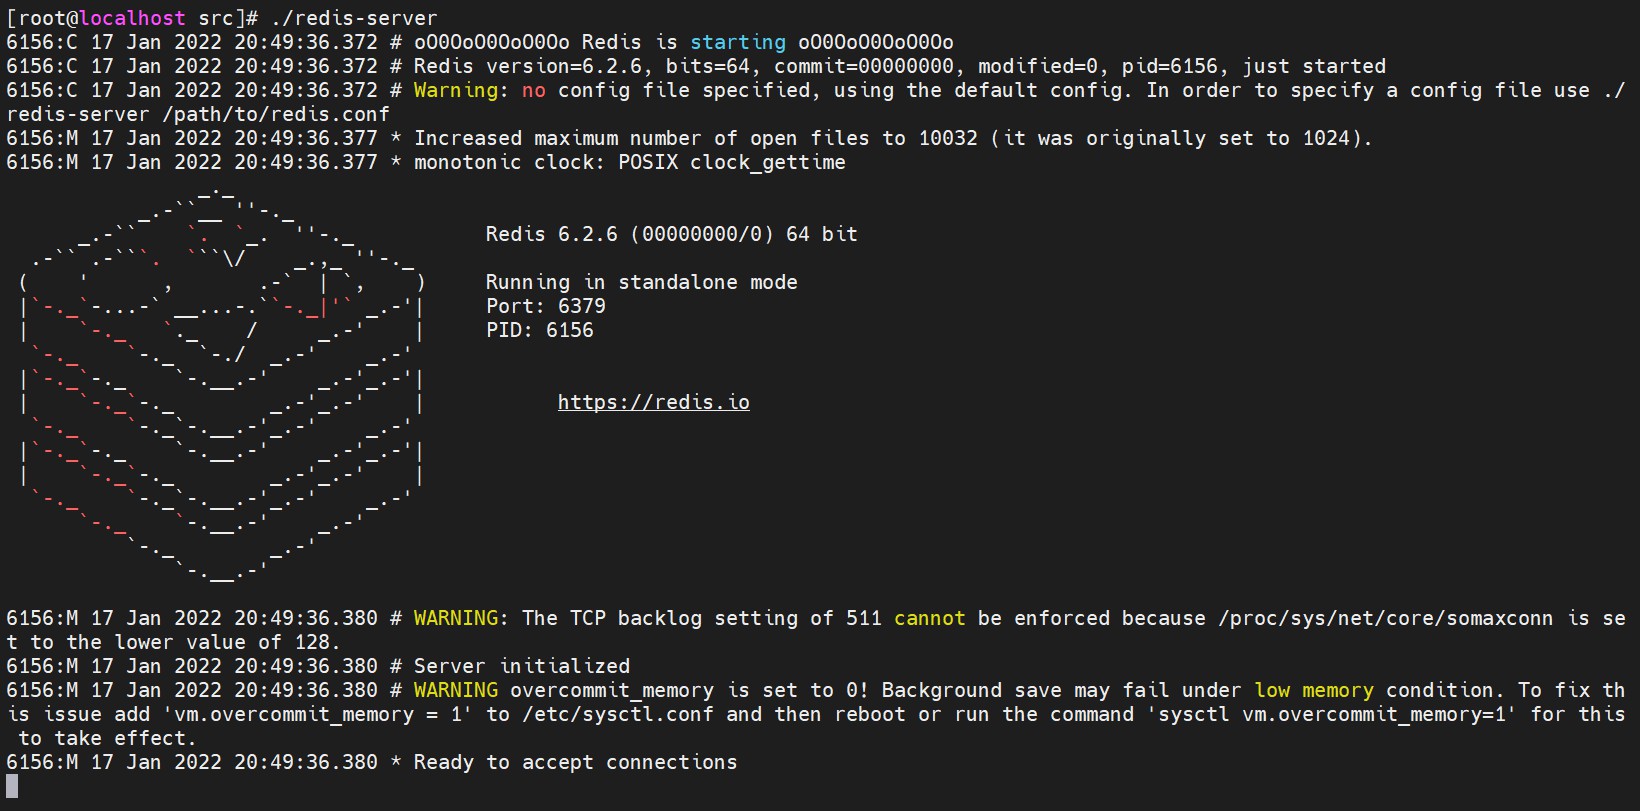 [root@localhost src]# ./redis-server
6156:C 17 Jan 2022 20:49:36.372 # oO0OoO0OoO0Oo Redis is starting oO0OoO0OoO0Oo
6156:C 17 Jan 2022 20:49:36.372 # Redis version=6.2.6, bits=64, commit=00000000, modified=0, pid=6156, just started
6156:C 17 Jan 2022 20:49:36.372 # Warning: no config file specified, using the default config. In order to specify a config file use ./
redis-server /path/to/redis.conf
6156:M 17 Jan 2022 20:49:36.377 * Increased maximum number of open files to 10032 (it was originally set to 1024).
6156:M 17 Jan 2022 20:49:36.377 * monotonic clock: POSIX clock_gettime
Redis 6.2.6 (00000000/0) 64 bit
Running in standalone mode
Port: 6379
PID: 6156
https://redis.io
6156:M 17 Jan 2022 20:49:36.380 # WARNING: The TCP backlog setting of 511 cannot be enforced because /proc/sys/net/core/somaxconn is se
t to the lower value of 128.
6156:M 17 Jan 2022 20:49:36.380 # Server initialized
6156:M 17 Jan 2022 20:49:36.380 # WARNING overcommit_memory is set to 0! Background save may fail under low memory condition. To fix th
is issue add 'vm.overcommit_memory = 1' to /etc/sysctl.conf and then reboot or run the command 'sysctl vm.overcommit_memory=1' for this
 to take effect.
6156:M 17 Jan 2022 20:49:36.380 * Ready to accept connections